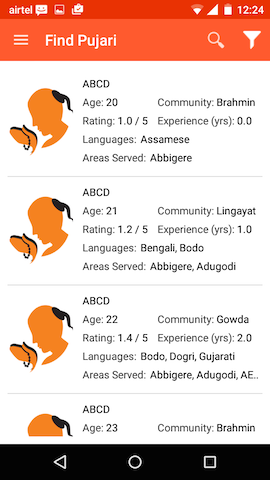 airtel 12:24
Find Pujari
ABCD
Age: 20 Community: Brahmin
Rating: 1.0 / 5 Experience (yrs): 0.0
Languages: Assamese
Areas Served: Abbigere
ABCD
Age: 21 Community: Lingayat
Rating: 1.2 / 5 Experience (yrs): 1.0
Languages: Bengali, Bodo
Areas Served: Abbigere, Adugodi
ABCD
Age: 22 Community: Gowda
Rating: 1.4 / 5 Experience (yrs): 2.0
Languages: Bodo, Dogri, Gujarati
Areas Served: Abbigere, Adugodi, AE..
ABCD
Age: 23 Community: Brahmin